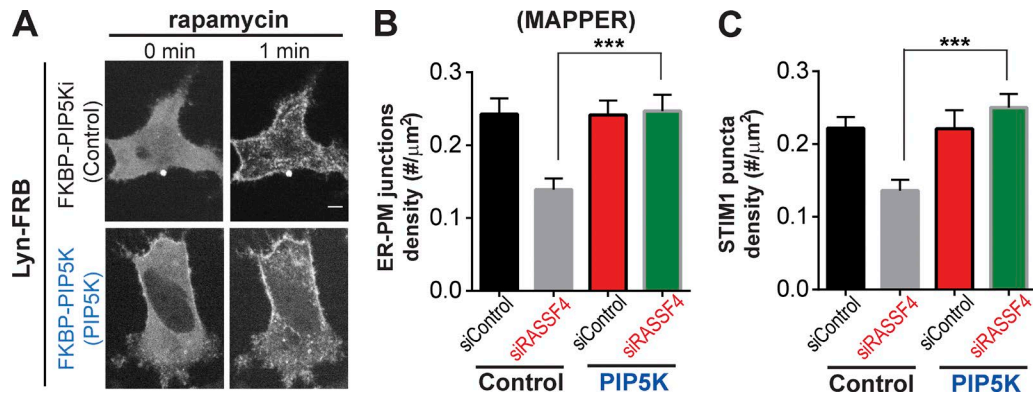 A
rapamycin
0 min
1 min
Lyn-FRB
FKBP-PIP5Ki
(Control)
FKBP-PIP5K
(PIP5K)
B
(MAPPER)
***
ER-PM junctions
density (#/μm2)
0.3
0.2
0.1
0.0
siControl
siRASSF4
siControl
siRASSF4
Control
PIP5K
C
***
STIM1 puncta
density (#/μm2)
0.3
0.2
0.1
0.0
siControl
siRASSF4
siControl
siRASSF4
Control
PIP5K